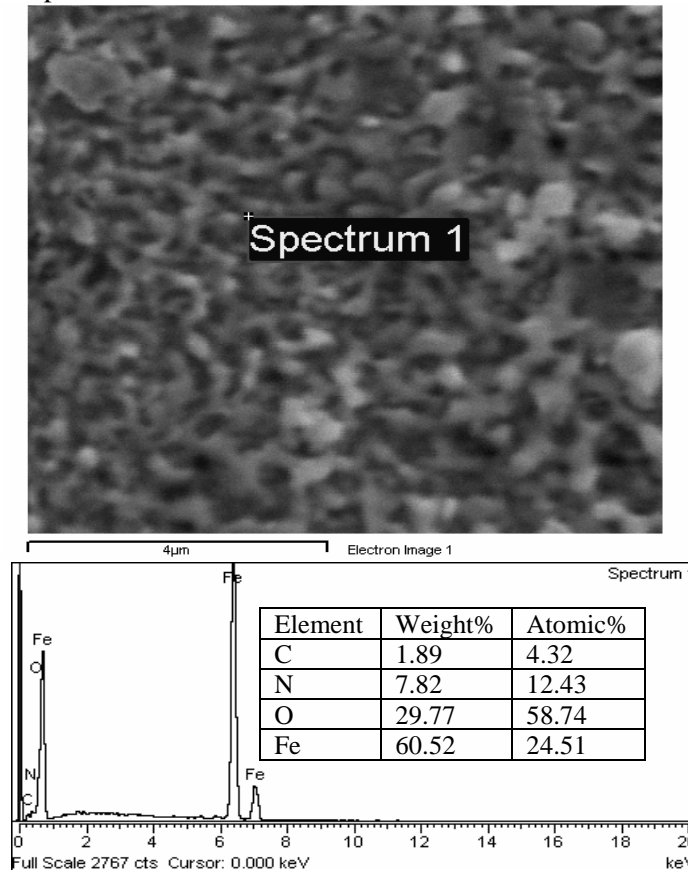 Spectrum 1
4µm Electron Image 1
Spectrum
Fe
Fe
O
N
C
Fe
Element Weight% Atomic%
C 1.89 4.32
N 7.82 12.43
O 29.77 58.74
Fe 60.52 24.51
0 2 4 6 8 10 12 14 16 18
Full Scale 2767 cts Cursor: 0.000 keV